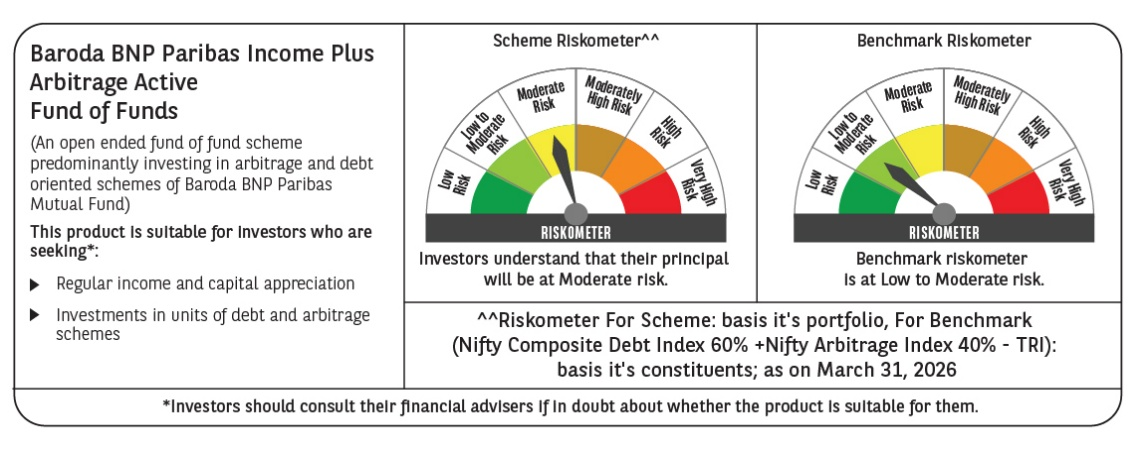 Baroda BNP Paribas Income Plus
Arbitrage Active
Fund of Funds
(An open ended fund of fund scheme
predominantly investing in arbitrage and debt
oriented schemes of Baroda BNP Paribas
Mutual Fund)
This product is suitable for investors who are
seeking*:
Regular income and capital appreciation
Investments in units of debt and arbitrage
schemes
Scheme Riskometer^^
Low
Risk
Low to
Moderate
Risk
Moderate
Risk
Moderately
High Risk
High
Risk
Very High
Risk
RISKOMETER
Investors understand that their principal
will be at Moderate risk.
Benchmark Riskometer
Low
Risk
Low to
Moderate
Risk
Moderate
Risk
Moderately
High Risk
High
Risk
Very High
Risk
RISKOMETER
Benchmark riskometer
is at Low to Moderate risk.
^^Riskometer For Scheme: basis it's portfolio, For Benchmark
(Nifty Composite Debt Index 60% +Nifty Arbitrage Index 40% - TRI):
basis it's constituents; as on March 31, 2026
*Investors should consult their financial advisers if in doubt about whether the product is suitable for them.